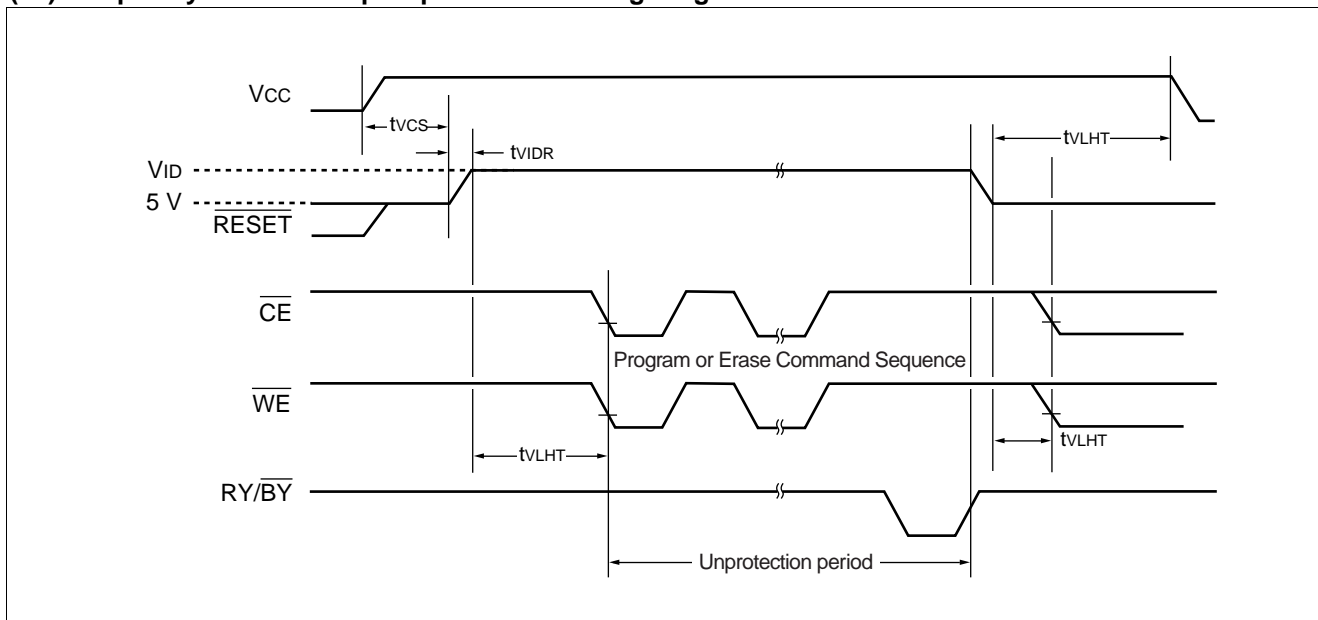 VCC
tVCS
tVLHT
tVIDR
VID
5 V
RESET
CE
Program or Erase Command Sequence
WE
tVLHT
tVLHT
RY/BY
Unprotection period